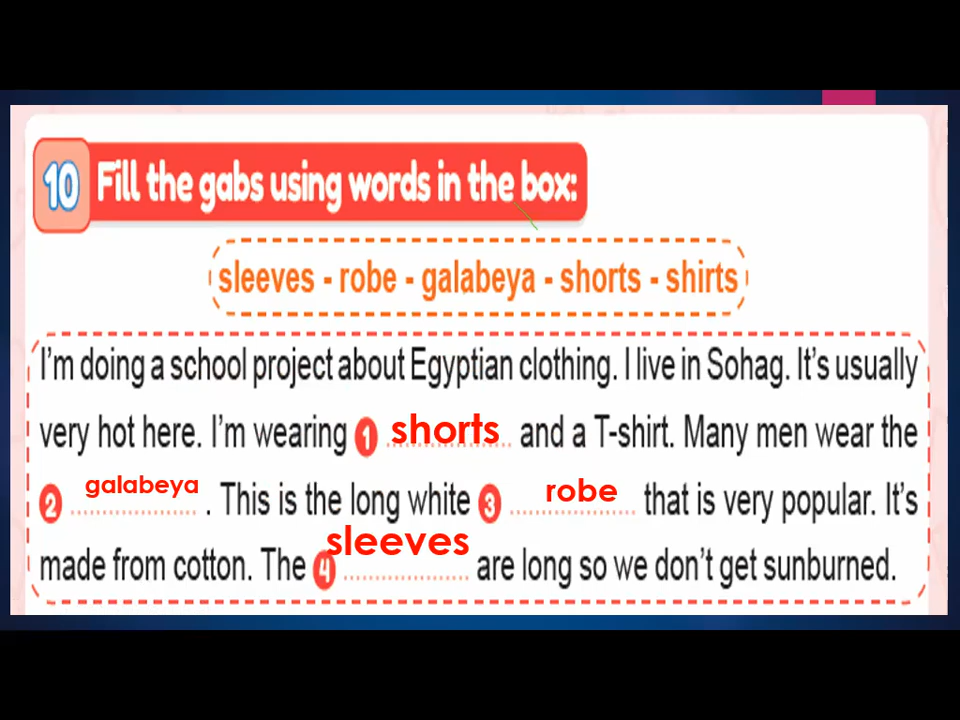 10 Fill the gabs using words in the box:
sleeves - robe - galabeya - shorts - shirts
I'm doing a school project about Egyptian clothing. I live in Sohag. It's usually
very hot here. I'm wearing 1 shorts and a T-shirt. Many men wear the
2 galabeya . This is the long white 3 robe that is very popular. It's
made from cotton. The 4 sleeves are long so we don't get sunburned.